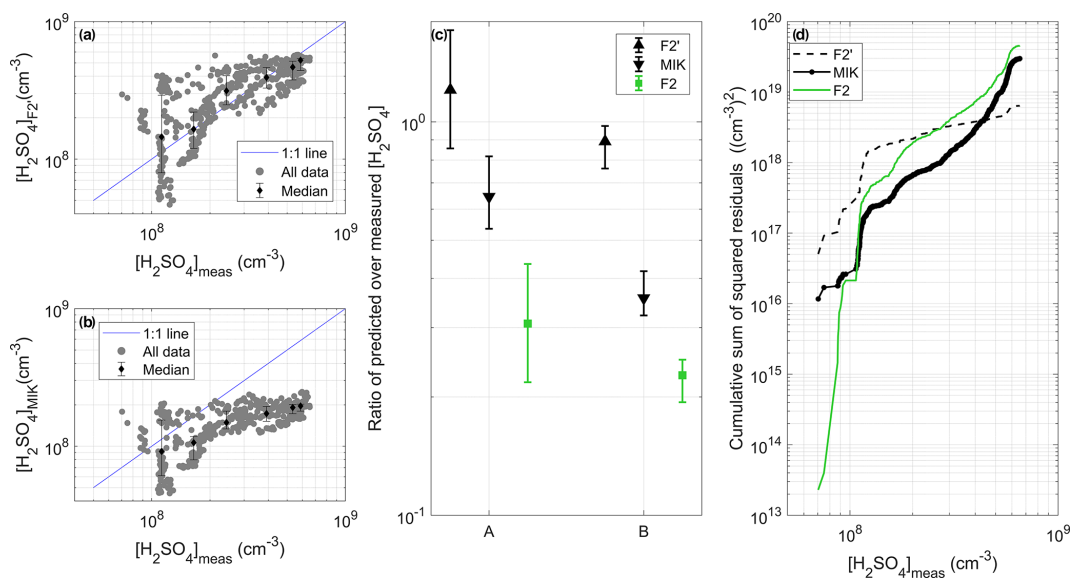 (a)
10^9
10^8
[H2SO4]F2' (cm^-3)
1:1 line
All data
Median
10^8
10^9
[H2SO4]meas (cm^-3)
(b)
10^9
10^8
[H2SO4]MIK (cm^-3)
1:1 line
All data
Median
10^8
10^9
[H2SO4]meas (cm^-3)
(c)
Ratio of predicted over measured [H2SO4]
10^0
10^-1
F2'
MIK
F2
A
B
(d)
Cumulative sum of squared residuals ((cm^-3)^2)
10^20
10^19
10^18
10^17
10^16
10^15
10^14
10^13
F2'
MIK
F2
10^8
10^9
[H2SO4]meas (cm^-3)